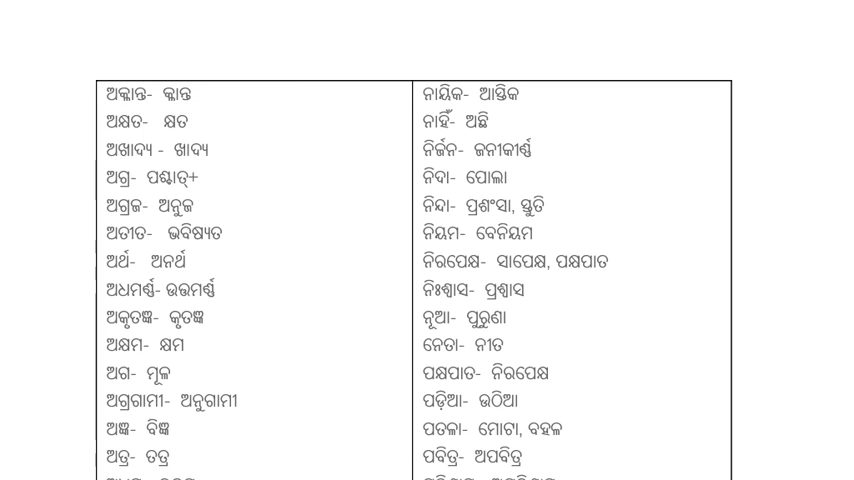 ଅକ୍ଳାନ୍ତ- କ୍ଳାନ୍ତ
ଅକ୍ଷତ- କ୍ଷତ
ଅଖାଦ୍ୟ - ଖାଦ୍ୟ
ଅଗ୍ର- ପଶ୍ଚାତ୍+
ଅଗ୍ରଜ- ଅନୁଜ
ଅତୀତ- ଭବିଷ୍ୟତ
ଅର୍ଥ- ଅନର୍ଥ
ଅଧମର୍ଣ୍ଣ- ଉତ୍ତମର୍ଣ୍ଣ
ଅକୃତଜ୍ଞ- କୃତଜ୍ଞ
ଅକ୍ଷମ- କ୍ଷମ
ଅଗ- ମୂଳ
ଅଗ୍ରଗାମୀ- ଅନୁଗାମୀ
ଅଜ୍ଞ- ବିଜ୍ଞ
ଅତ୍ର- ତତ୍ର
ନାୟିକ- ଆସ୍ତିକ
ନାହିଁ- ଅଛି
ନିର୍ଜନ- ଜନାକୀର୍ଣ୍ଣ
ନିଦା- ପୋଲା
ନିନ୍ଦା- ପ୍ରଶଂସା, ସ୍ତୁତି
ନିୟମ- ବେନିୟମ
ନିରପେକ୍ଷ- ସାପେକ୍ଷ, ପକ୍ଷପାତ
ନିଃଶ୍ୱାସ- ପ୍ରଶ୍ୱାସ
ନୂଆ- ପୁରୁଣା
ନେତା- ନୀତ
ପକ୍ଷପାତ- ନିରପେକ୍ଷ
ପଡ଼ିଆ- ଉଠିଆ
ପତଳା- ମୋଟା, ବହଳ
ପବିତ୍ର- ଅପବିତ୍ର